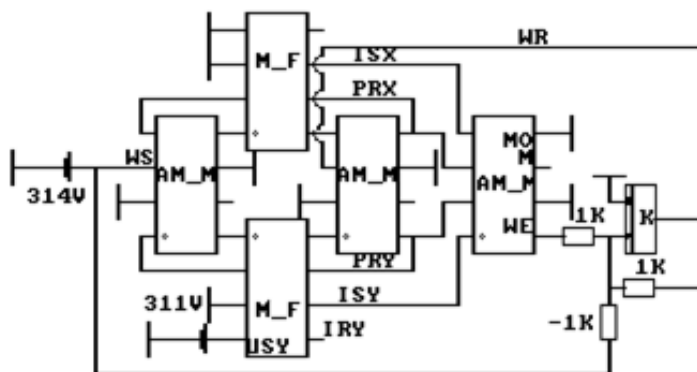 WR
ISX
M_F
PRX
MO
M
WS
AM_M
AM_M
AM_M
314V
1K
K
WE
PRY
1K
311V
ISY
M_F
-1K
USY
IRY